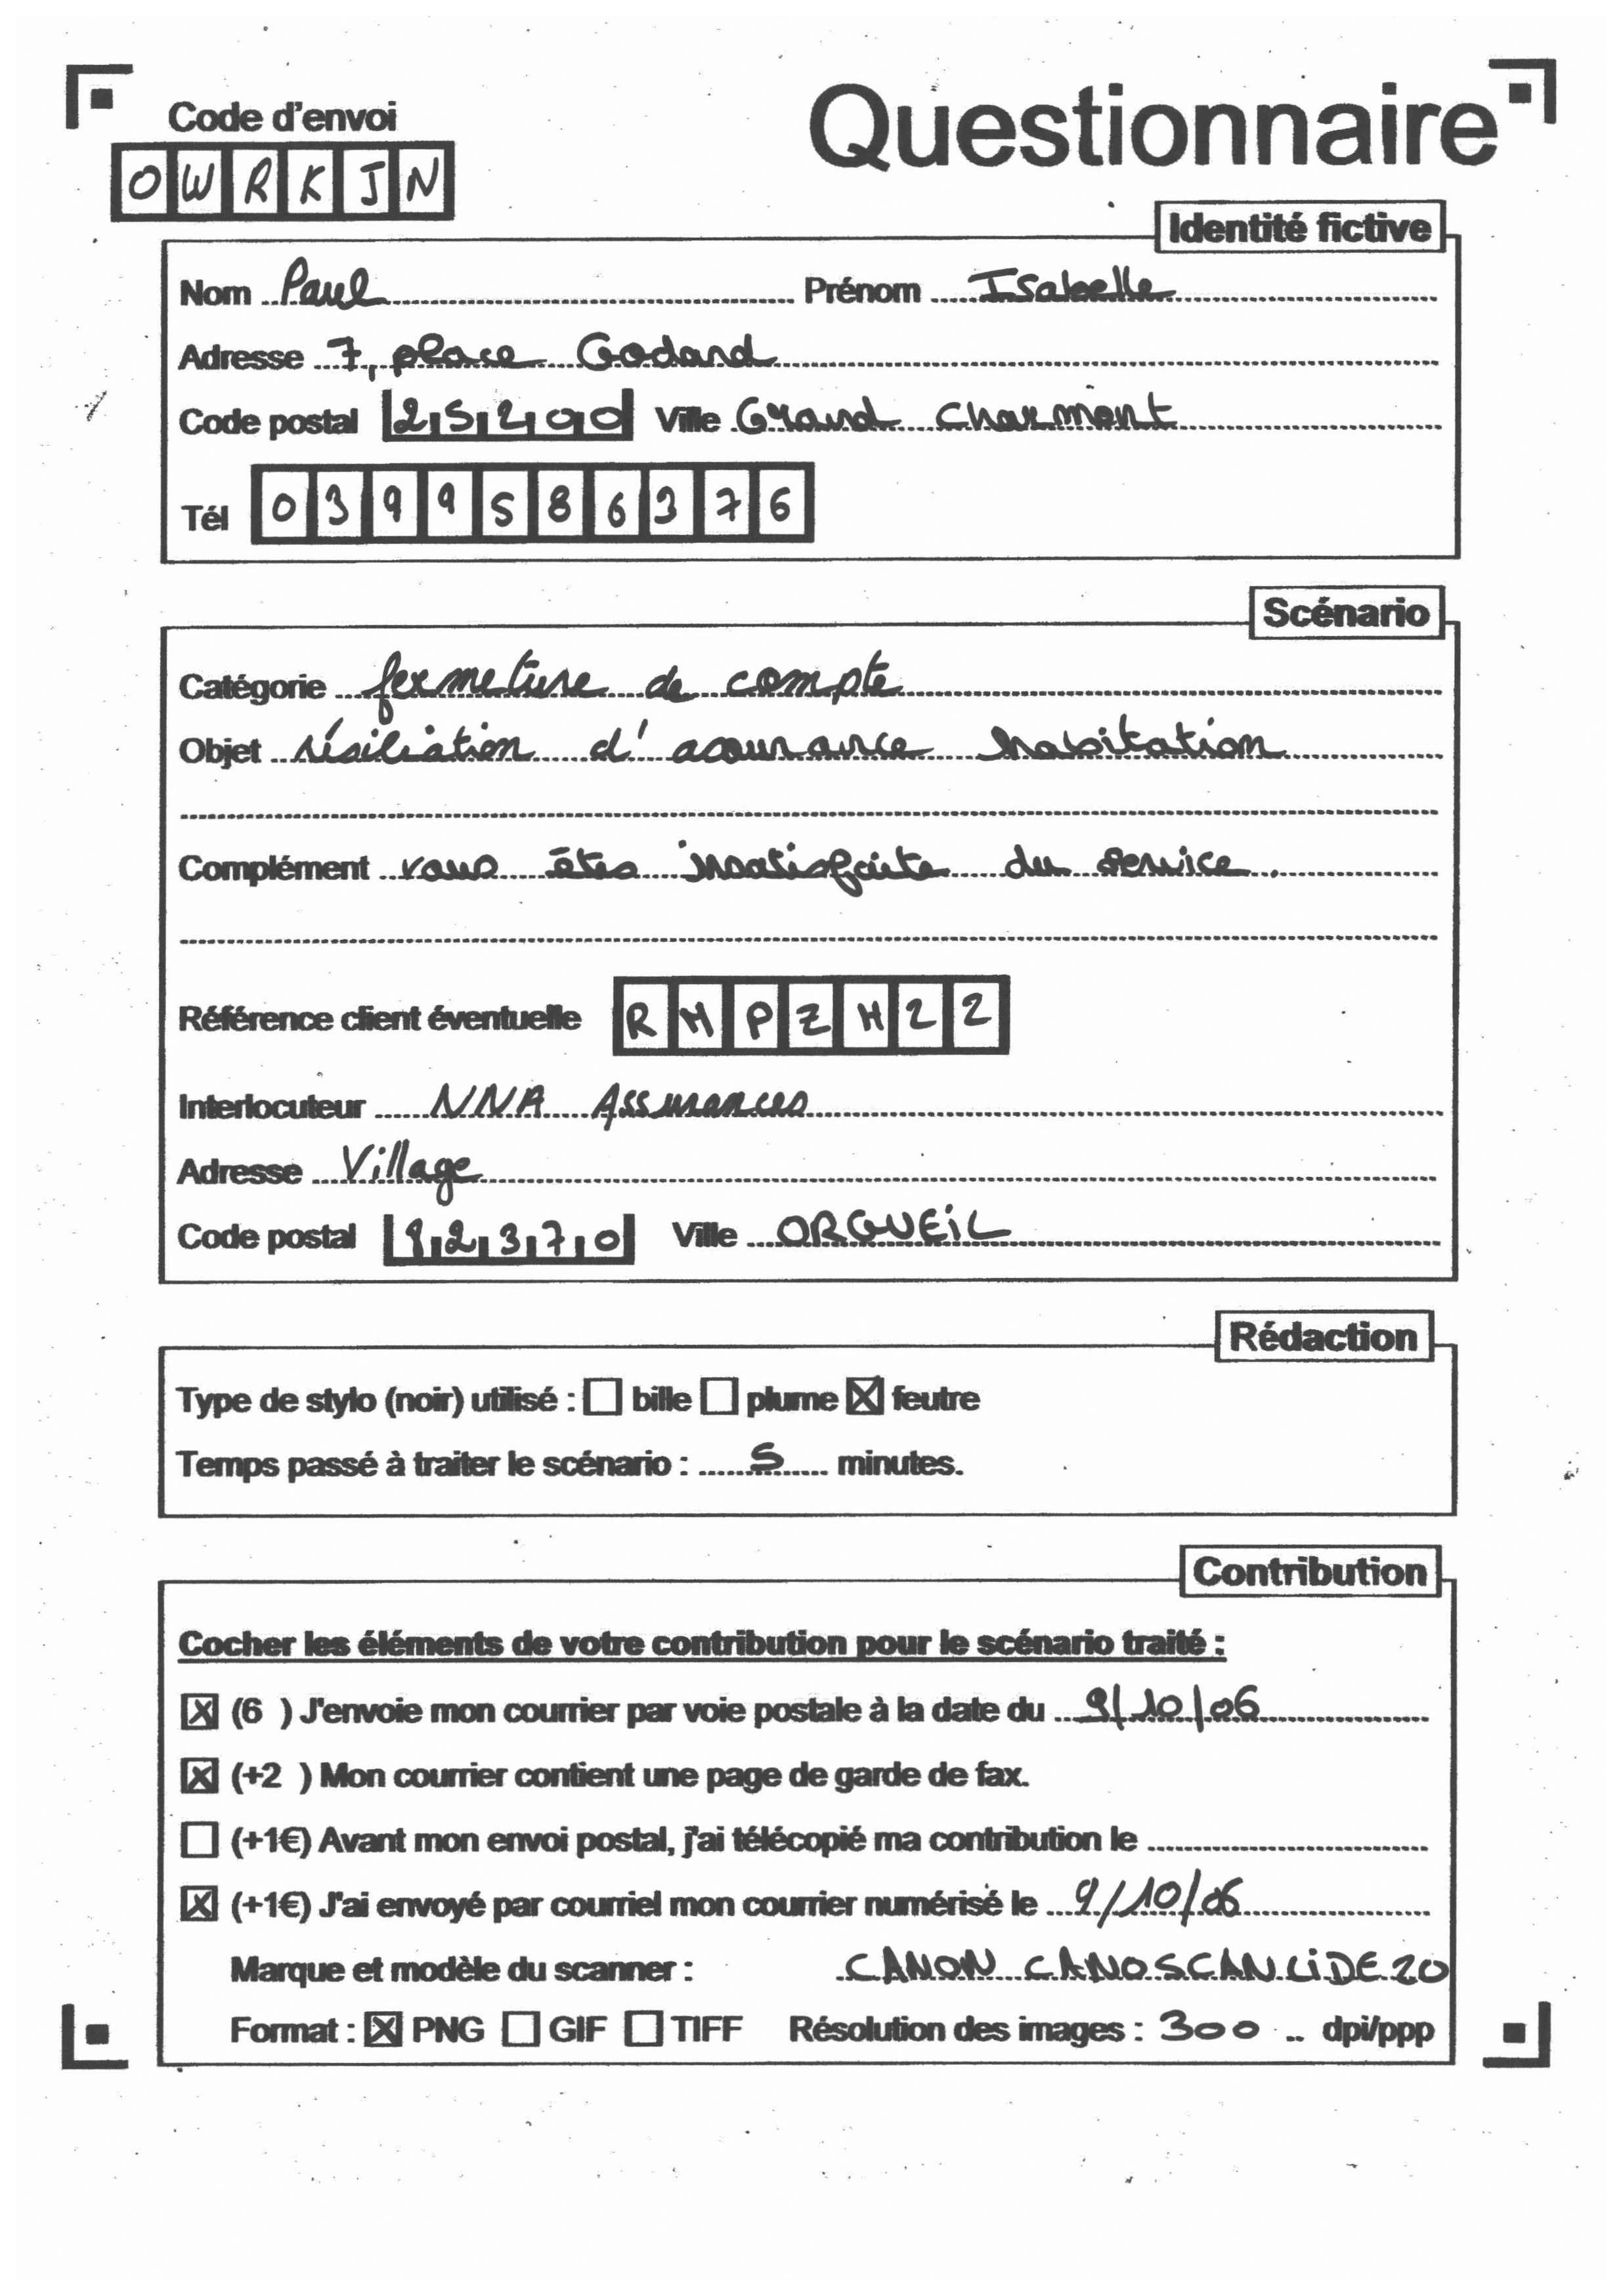 Code d'envoi
Questionnaire
OWRKJN
Identité fictive
Nom Paul Prénom Isabelle
Adresse 7, place Godard
Code postal 25200 Ville Grand Charmont
Tél 0399586376
Scénario
Catégorie fermeture de compte
Objet résiliation d'assurance habitation
Complément vous êtes insatisfaite du service.
Référence client éventuelle RMPZH22
Interlocuteur NNA Assurances
Adresse Village
Code postal 82370 Ville ORGUEIL
Rédaction
Type de stylo (noir) utilisé : ☐ bille ☐ plume ☒ feutre
Temps passé à traiter le scénario : 5 minutes.
Contribution
Cocher les éléments de votre contribution pour le scénario traité :
☒ (6 ) J'envoie mon courrier par voie postale à la date du 9/10/06
☒ (+2 ) Mon courrier contient une page de garde de fax.
☐ (+1€) Avant mon envoi postal, j'ai télécopié ma contribution le
☒ (+1€) J'ai envoyé par courriel mon courrier numérisé le 9/10/06
Marque et modèle du scanner : CANON CANOSCAN LiDE 20
Format : ☒ PNG ☐ GIF ☐ TIFF Résolution des images : 300 dpi/ppp